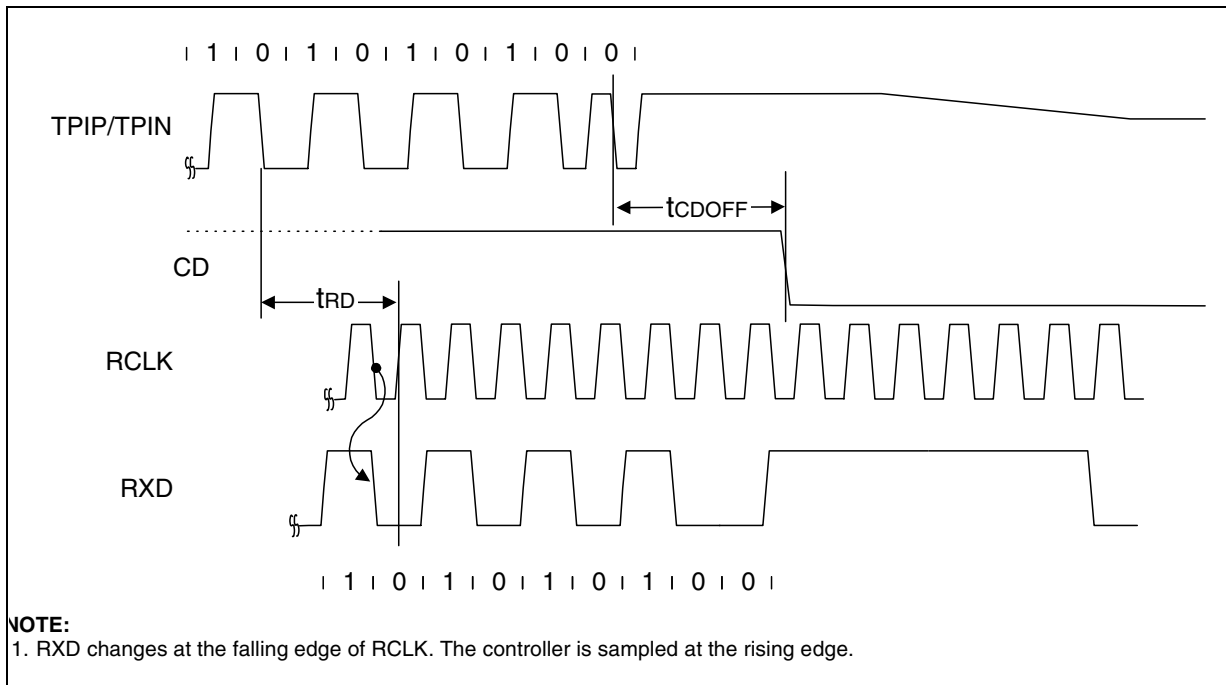 1 0 1 0 1 0 1 0 0
TPIP/TPIN
tCDOFF
CD
tRD
RCLK
RXD
1 0 1 0 1 0 1 0 0
NOTE:
1. RXD changes at the falling edge of RCLK. The controller is sampled at the rising edge.